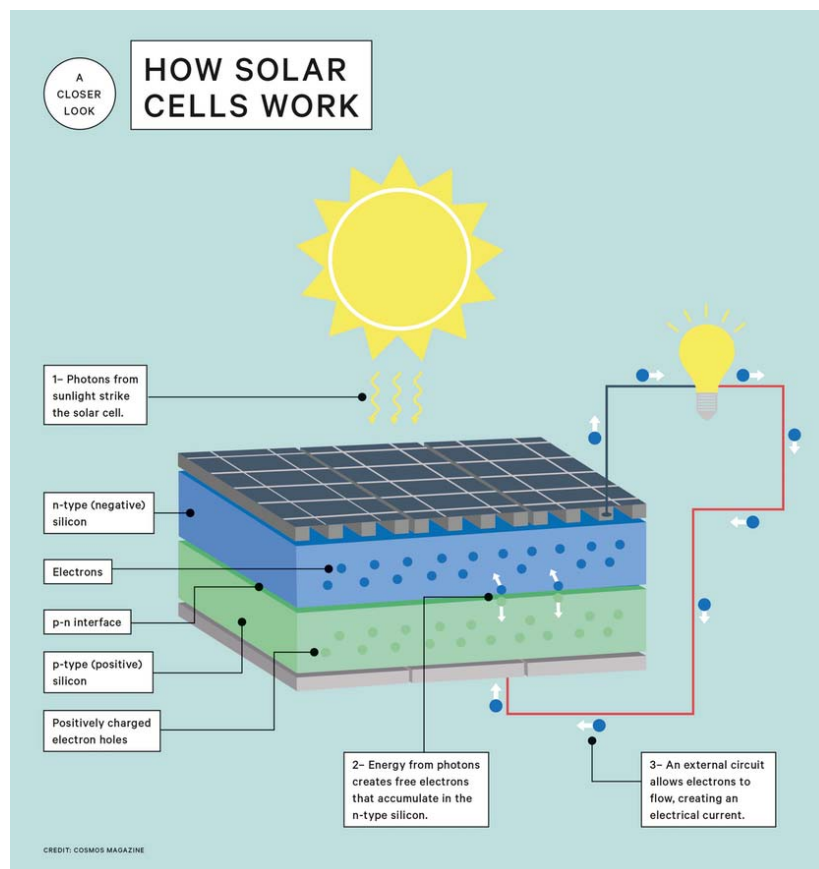 A
CLOSER
LOOK
HOW SOLAR
CELLS WORK
1– Photons from
sunlight strike
the solar cell.
n-type (negative)
silicon
Electrons
p-n interface
p-type (positive)
silicon
Positively charged
electron holes
2– Energy from photons
creates free electrons
that accumulate in the
n-type silicon.
3– An external circuit
allows electrons to
flow, creating an
electrical current.
CREDIT: COSMOS MAGAZINE